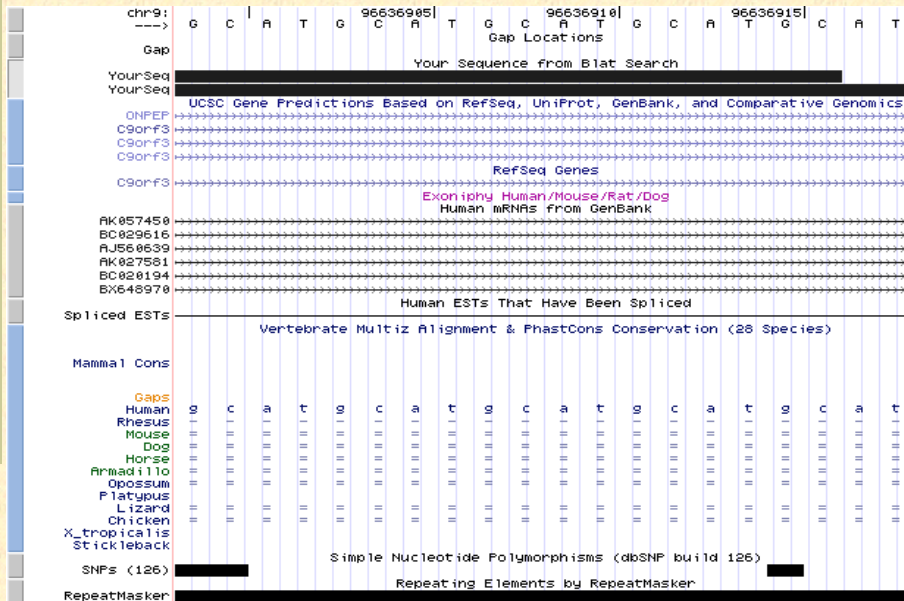 chr9: | 96636905| 96636910| 96636915|
---> G C A T G C A T G C A T G C A T G C A T
Gap Locations
Gap
Your Sequence from Blat Search
YourSeq
YourSeq
UCSC Gene Predictions Based on RefSeq, UniProt, GenBank, and Comparative Genomics
ONPEP
C9orf3
C9orf3
C9orf3
RefSeq Genes
C9orf3
Exoniphy Human/Mouse/Rat/Dog
Human mRNAs from GenBank
AK057450
BC029616
AJ560639
AK027581
BC020194
BX648970
Human ESTs That Have Been Spliced
Spliced ESTs
Vertebrate Multiz Alignment & PhastCons Conservation (28 Species)
Mammal Cons
Gaps
Human g c a t g c a t g c a t g c a t g c a t
Rhesus - - - - - - - - - - - - - - - - - - - -
Mouse = = = = = = = = = = = = = = = = = = = =
Dog = = = = = = = = = = = = = = = = = = = =
Horse = = = = = = = = = = = = = = = = = = = =
Armadillo = = = = = = = = = = = = = = = = = = = =
Opossum = = = = = = = = = = = = = = = = = = = =
Platypus
Lizard = = = = = = = = = = = = = = = = = = = =
Chicken = = = = = = = = = = = = = = = = = = = =
X_tropicalis
Stickleback
Simple Nucleotide Polymorphisms (dbSNP build 126)
SNPs (126)
Repeating Elements by RepeatMasker
RepeatMasker